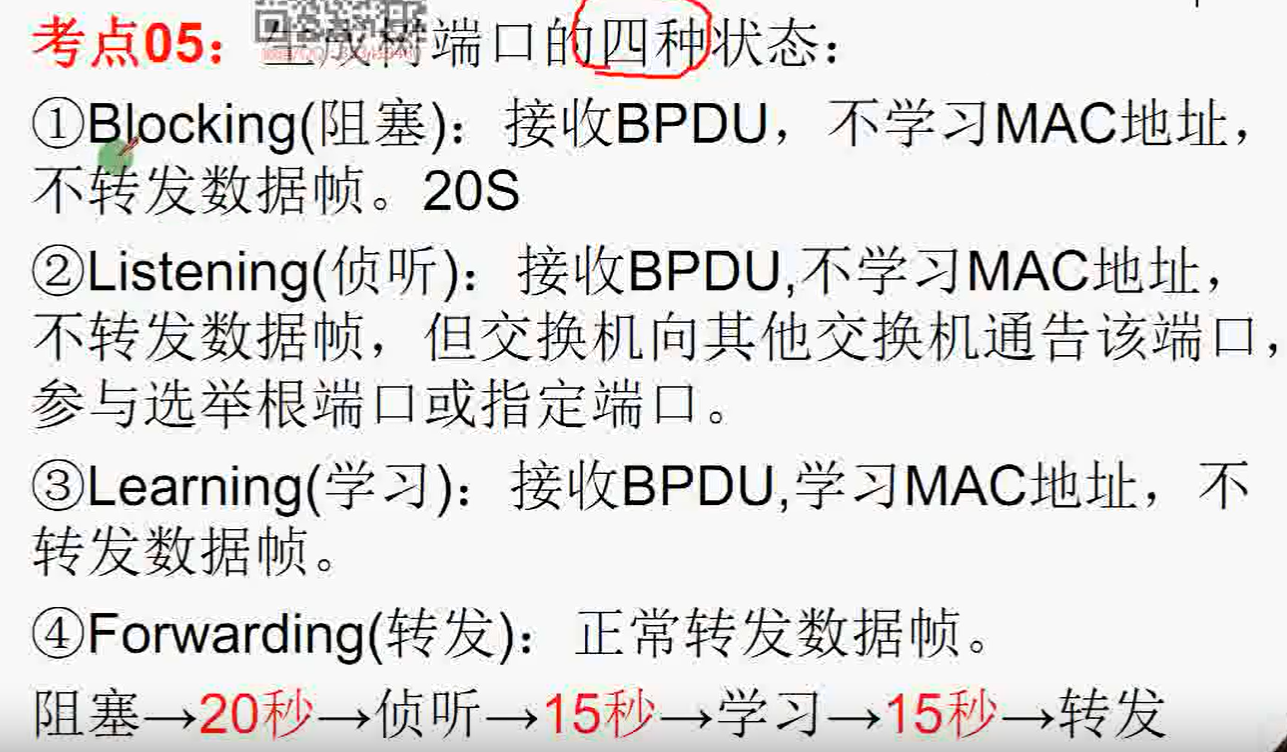 考点05：生成树端口的四种状态：
①Blocking(阻塞)：接收BPDU，不学习MAC地址，
不转发数据帧。20S
②Listening(侦听)：接收BPDU,不学习MAC地址，
不转发数据帧，但交换机向其他交换机通告该端口，
参与选举根端口或指定端口。
③Learning(学习)：接收BPDU,学习MAC地址，不
转发数据帧。
④Forwarding(转发)：正常转发数据帧。
阻塞→20秒→侦听→15秒→学习→15秒→转发